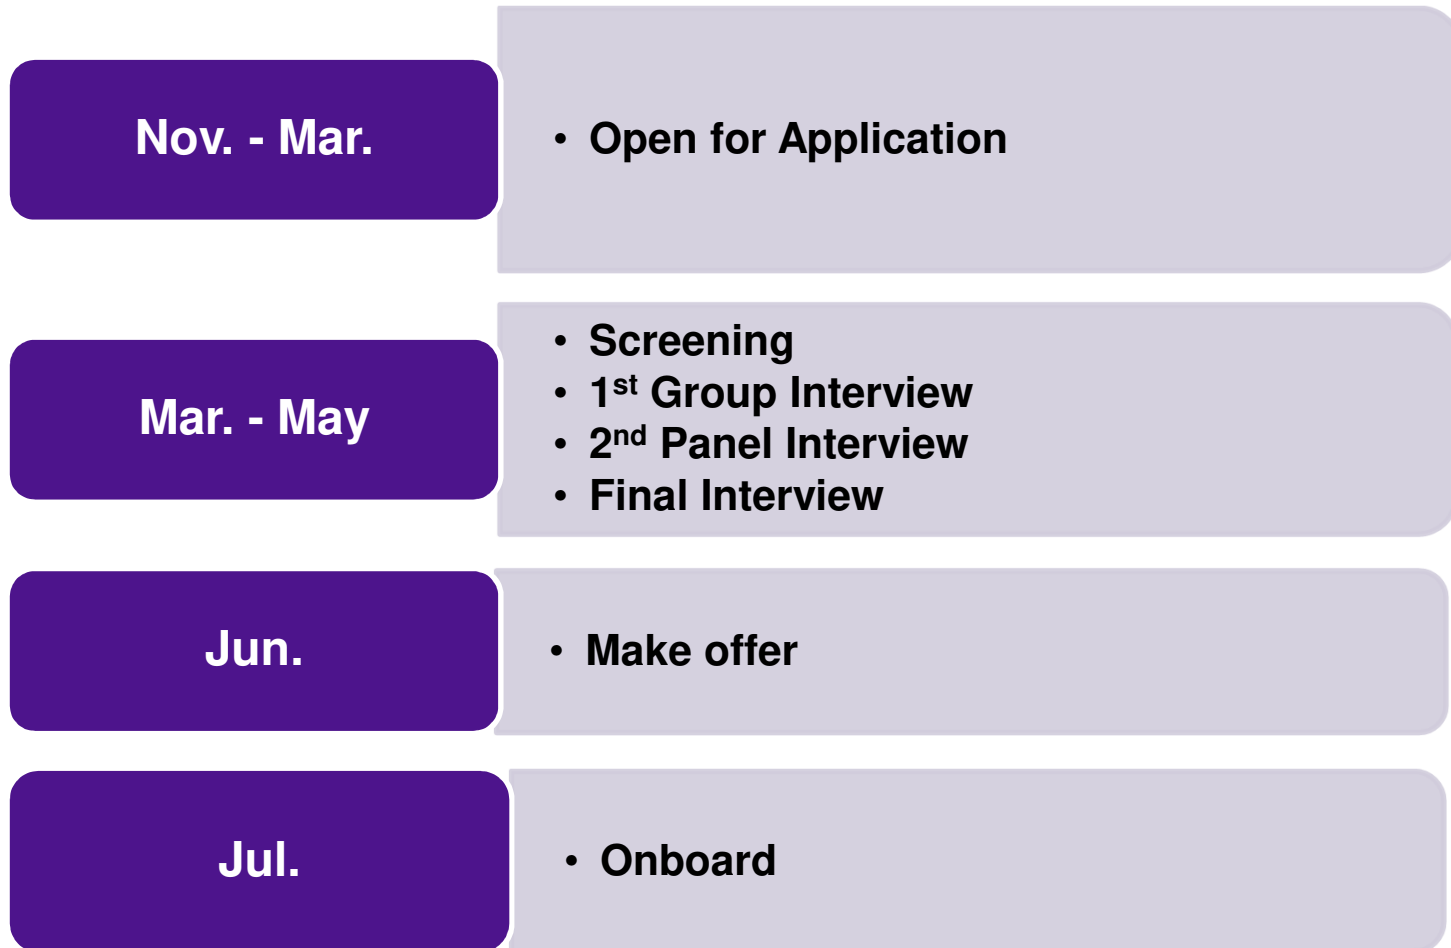 Nov. - Mar.
• Open for Application
Mar. - May
• Screening
• 1st Group Interview
• 2nd Panel Interview
• Final Interview
Jun.
• Make offer
Jul.
• Onboard